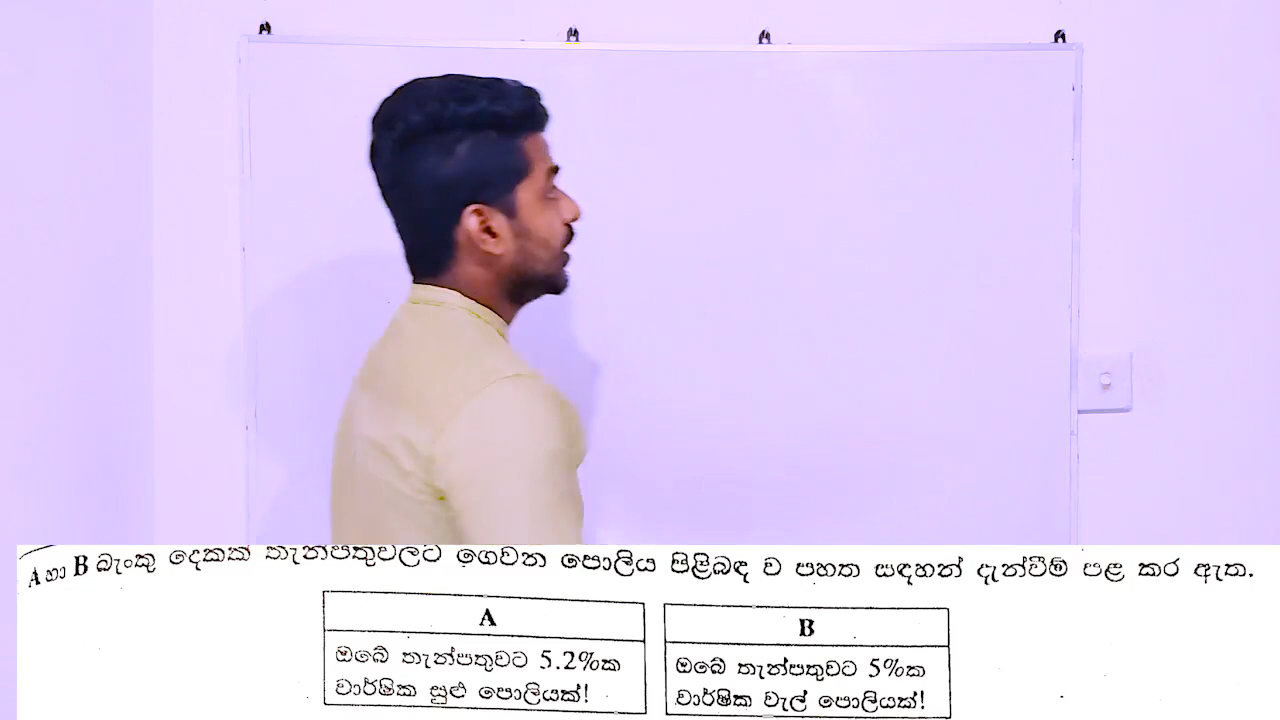 A හා B බැංකු දෙකක් තැන්පතුවලට ගෙවන පොලිය පිළිබඳ ව පහත සඳහන් දැන්වීම් පළ කර ඇත.
A
ඔබේ තැන්පතුවට 5.2%ක
වාර්ෂික සුළු පොලියක්!
B
ඔබේ තැන්පතුවට 5%ක
වාර්ෂික වැල් පොලියක්!